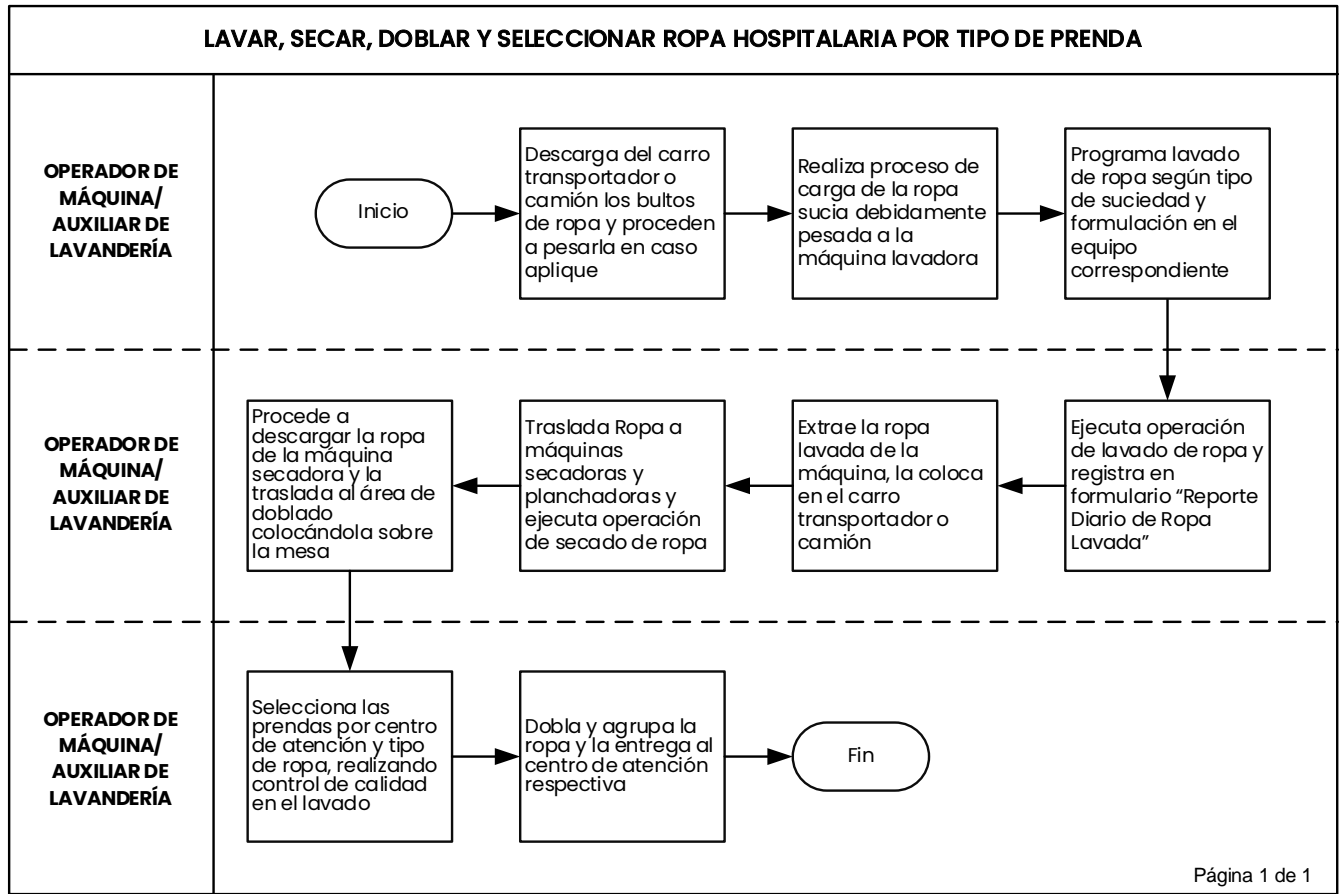 LAVAR, SECAR, DOBLAR Y SELECCIONAR ROPA HOSPITALARIA POR TIPO DE PRENDA
OPERADOR DE
MÁQUINA/
AUXILIAR DE
LAVANDERÍA
Inicio
Descarga del carro
transportador o
camión los bultos
de ropa y proceden
a pesarla en caso
aplique
Realiza proceso de
carga de la ropa
sucia debidamente
pesada a la
máquina lavadora
Programa lavado
de ropa según tipo
de suciedad y
formulación en el
equipo
correspondiente
OPERADOR DE
MÁQUINA/
AUXILIAR DE
LAVANDERÍA
Procede a
descargar la ropa
de la máquina
secadora y la
traslada al área de
doblado
colocándola sobre
la mesa
Traslada Ropa a
máquinas
secadoras y
planchadoras y
ejecuta operación
de secado de ropa
Extrae la ropa
lavada de la
máquina, la coloca
en el carro
transportador o
camión
Ejecuta operación
de lavado de ropa y
registra en
formulario “Reporte
Diario de Ropa
Lavada”
OPERADOR DE
MÁQUINA/
AUXILIAR DE
LAVANDERÍA
Selecciona las
prendas por centro
de atención y tipo
de ropa, realizando
control de calidad
en el lavado
Dobla y agrupa la
ropa y la entrega al
centro de atención
respectiva
Fin
Página 1 de 1